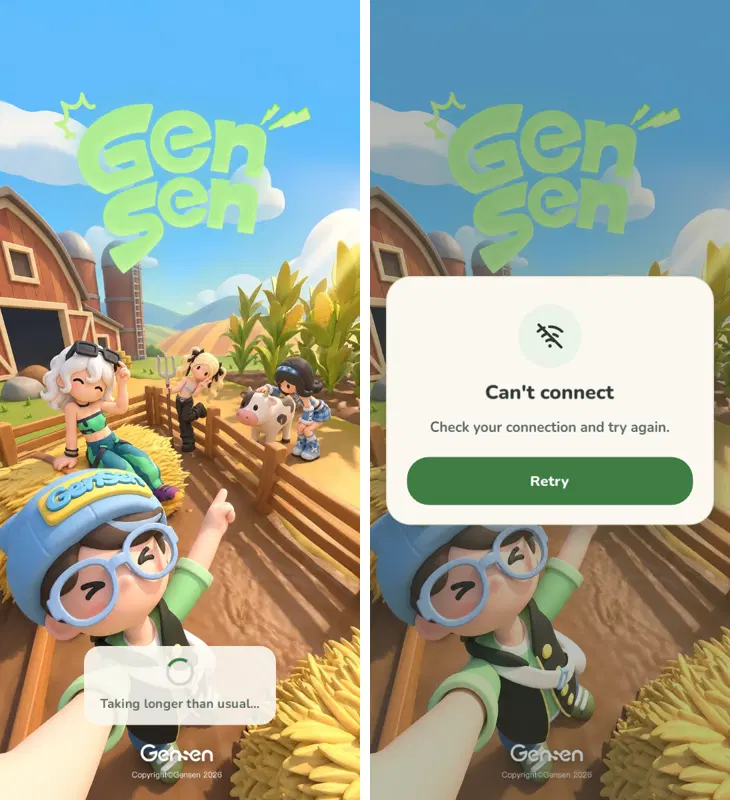 Gen
sen
Gensen
Taking longer than usual...
Gensen
Copyright©Gensen 2026
Gen
sen
Can't connect
Check your connection and try again.
Retry
Gensen
Copyright©Gensen 2026